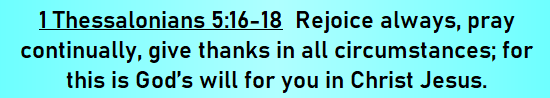 1 Thessalonians 5:16-18  Rejoice always, pray
continually, give thanks in all circumstances; for
this is God’s will for you in Christ Jesus.